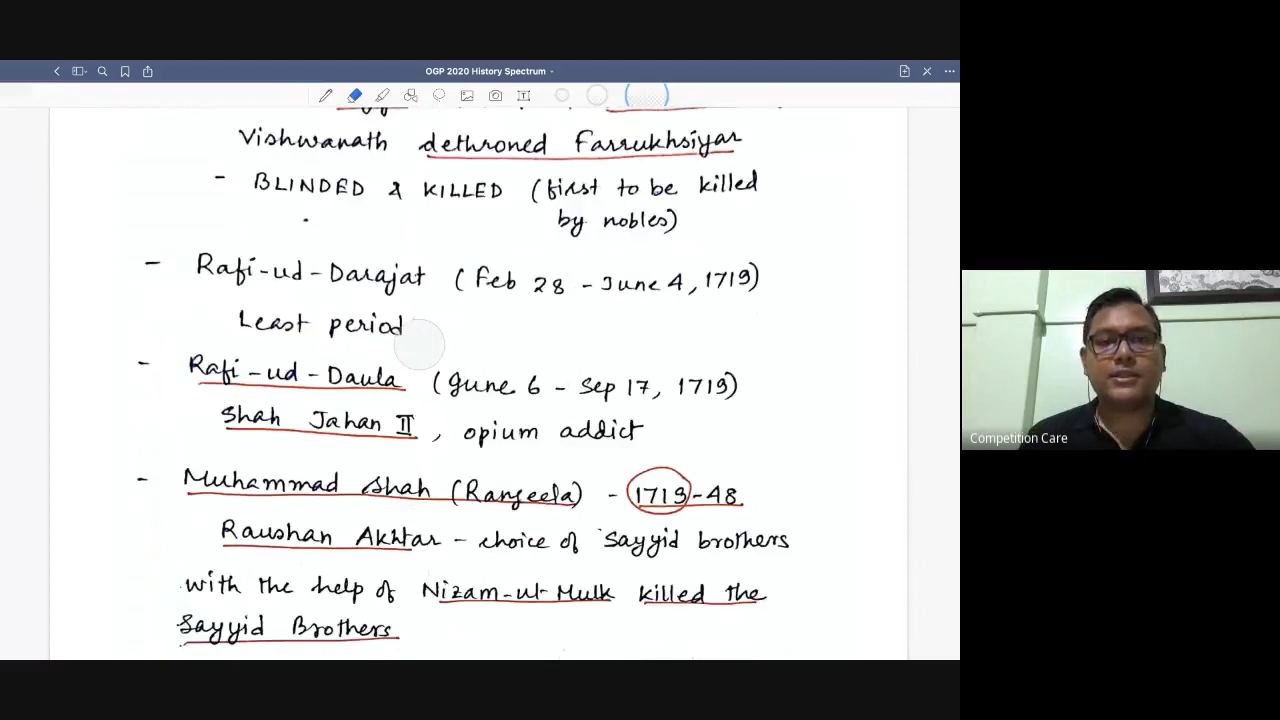 OGP 2020 History Spectrum
Vishwanath dethroned Farrukhsiyar
- BLINDED & KILLED (first to be killed
by nobles)
- Rafi-ud-Darajat (Feb 28 - June 4, 1719)
Least period
- Rafi-ud-Daula (June 6 - Sep 17, 1719)
Shah Jahan II, opium addict
- Muhammad Shah (Rangeela) - 1719-48
Raushan Akhtar - choice of Sayyid brothers
with the help of Nizam-ul-Mulk killed the
Sayyid Brothers
Competition Care